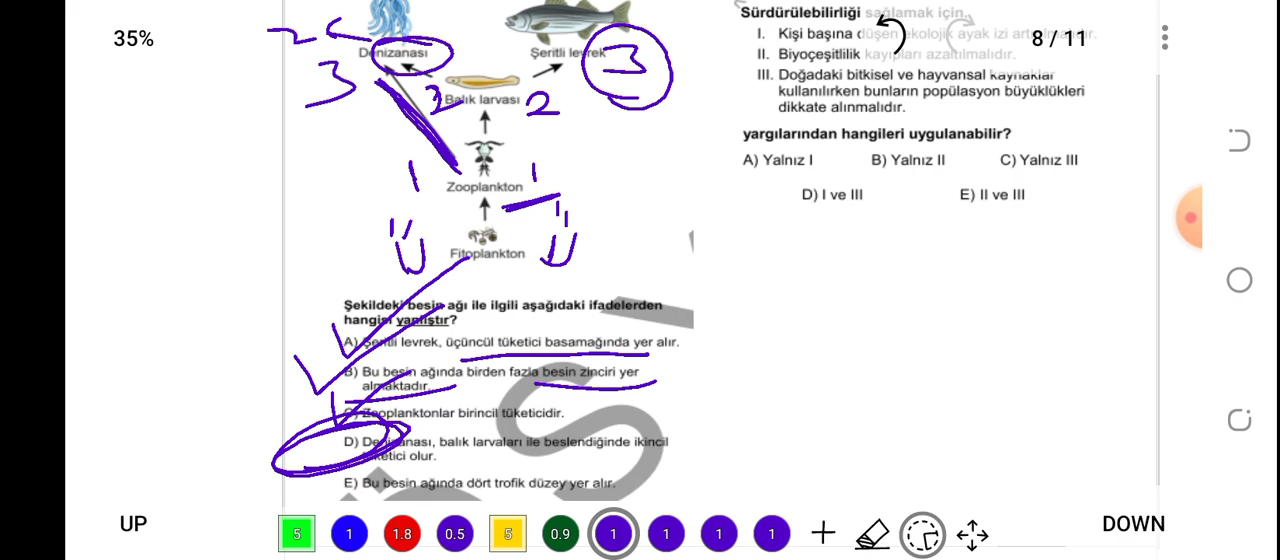 35%
8 / 11
Denizanası
Şeritli levrek
3
3
Balık larvası
2
2
1
1
Zooplankton
Fitoplankton
Ü
Ü
Şekildeki besin ağı ile ilgili aşağıdaki ifadelerden
hangisi yanlıştır?
A) Şeritli levrek, üçüncül tüketici basamağında yer alır.
B) Bu besin ağında birden fazla besin zinciri yer
almaktadır.
C) Zooplanktonlar birincil tüketicidir.
D) Denizanası, balık larvaları ile beslendiğinde ikincil
tüketici olur.
E) Bu besin ağında dört trofik düzey yer alır.
Sürdürülebilirliği sağlamak için,
I. Kişi başına düşen ekolojik ayak izi artırılmalıdır.
II. Biyoçeşitlilik kayıpları azaltılmalıdır.
III. Doğadaki bitkisel ve hayvansal kaynaklar
kullanılırken bunların popülasyon büyüklükleri
dikkate alınmalıdır.
yargılarından hangileri uygulanabilir?
A) Yalnız I B) Yalnız II C) Yalnız III
D) I ve III E) II ve III
UP
5 1 1.8 0.5 5 0.9 1 1 1 1
DOWN